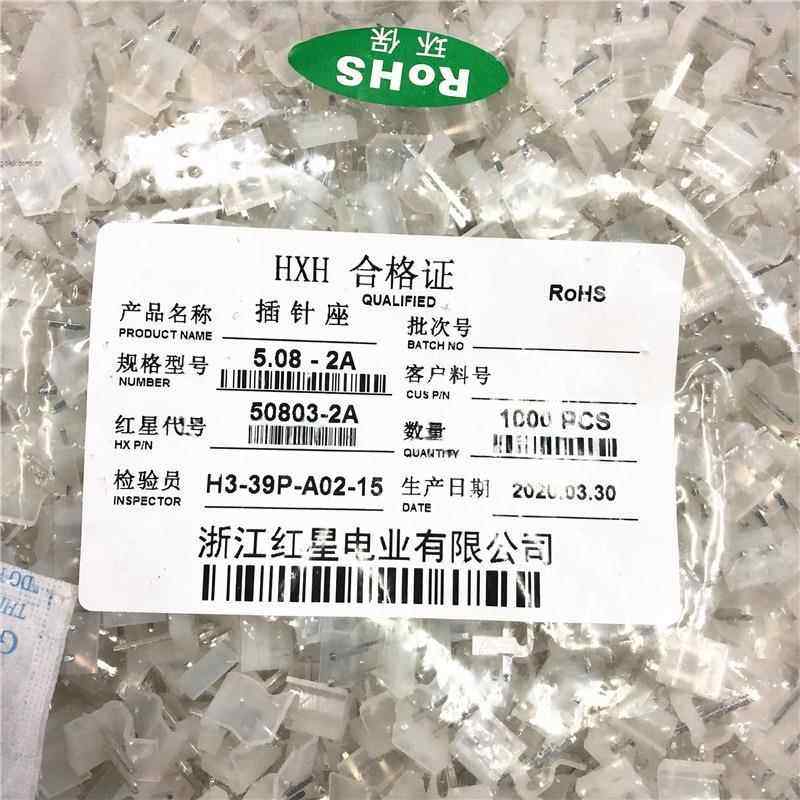 环保
RoHS
HXH 合格证
QUALIFIED
RoHS
产品名称 插针座
PRODUCT NAME
批次号
BATCH NO
规格型号 5.08 - 2A
NUMBER
客户料号
CUS P/N
红星代号 50803-2A
HX P/N
数量 1000 PCS
QUANTITY
检验员 H3-39P-A02-15
INSPECTOR
生产日期 2020.03.30
DATE
浙江红星电业有限公司